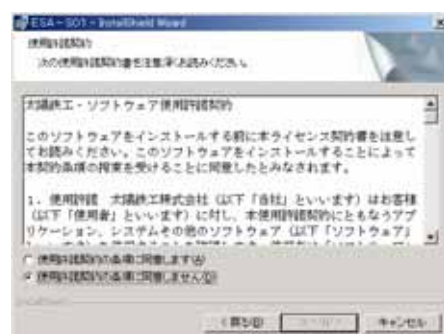 ESA-S01 - InstallShield Wizard
使用許諾契約
次の使用許諾契約書を注意深くお読みください。
太陽鉄工・ソフトウェア使用許諾契約
このソフトウェアをインストールする前に本ライセンス契約書を注意し
てお読みください。このソフトウェアをインストールすることによって
本契約条項の拘束を受けることに同意したとみなされます。
1. 使用許諾 太陽鉄工株式会社（以下「当社」といいます）はお客様
（以下「使用者」といいます）に対し、本使用許諾契約にともなうアプ
リケーション、システムその他のソフトウェア（以下「ソフトウェア」
使用許諾契約の条項に同意します(A)
使用許諾契約の条項に同意しません(D)
InstallShield
< 戻る(B)
キャンセル